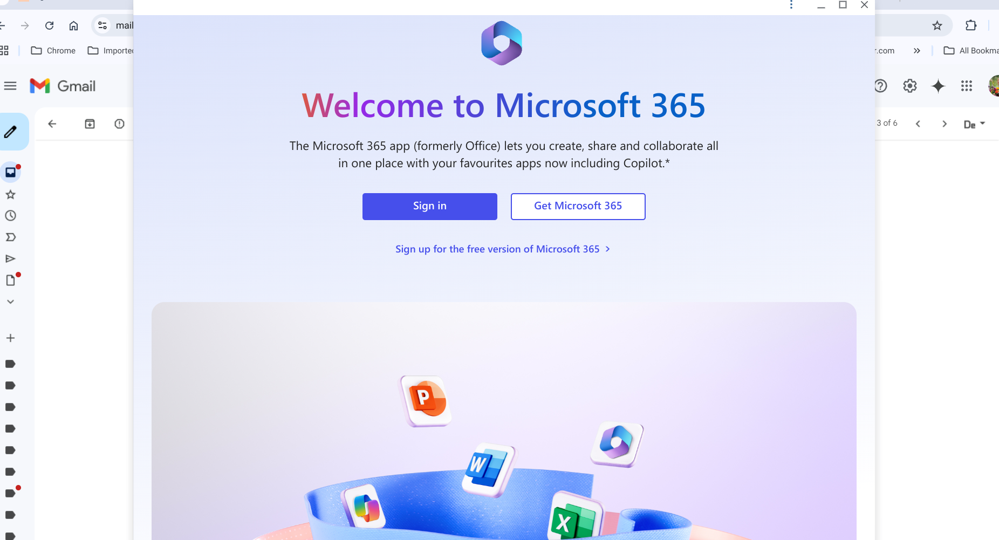 mail
Chrome
Imported
r.com
All Bookma
Gmail
3 of 6
De
Welcome to Microsoft 365
The Microsoft 365 app (formerly Office) lets you create, share and collaborate all
in one place with your favourites apps now including Copilot.*
Sign in
Get Microsoft 365
Sign up for the free version of Microsoft 365
P
W
X